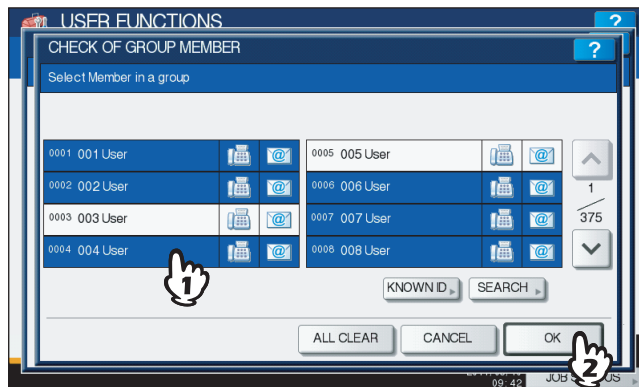 USER FUNCTIONS
?
CHECK OF GROUP MEMBER
?
Select Member in a group
0001 001 User
@
0005 005 User
@
0002 002 User
@
0006 006 User
@
1
0003 003 User
@
0007 007 User
@
375
0004 004 User
@
0008 008 User
@
KNOWN ID
SEARCH
ALL CLEAR
CANCEL
OK
1
2
09:42
JOB